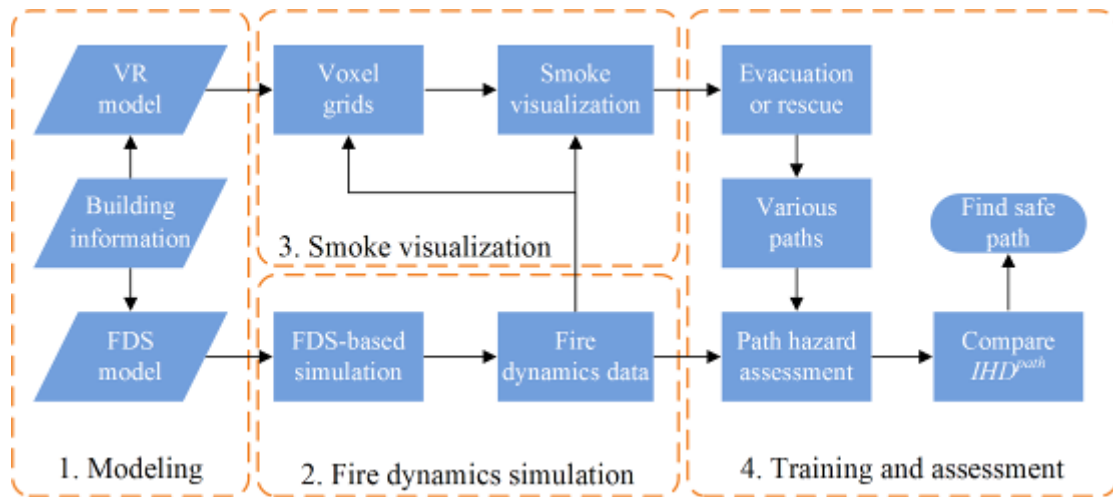 VR
model
Voxel
grids
Smoke
visualization
Evacuation
or rescue
Building
information
Various
paths
Find safe
path
3. Smoke visualization
FDS
model
FDS-based
simulation
Fire
dynamics data
Path hazard
assessment
Compare
IHD^path
1. Modeling
2. Fire dynamics simulation
4. Training and assessment